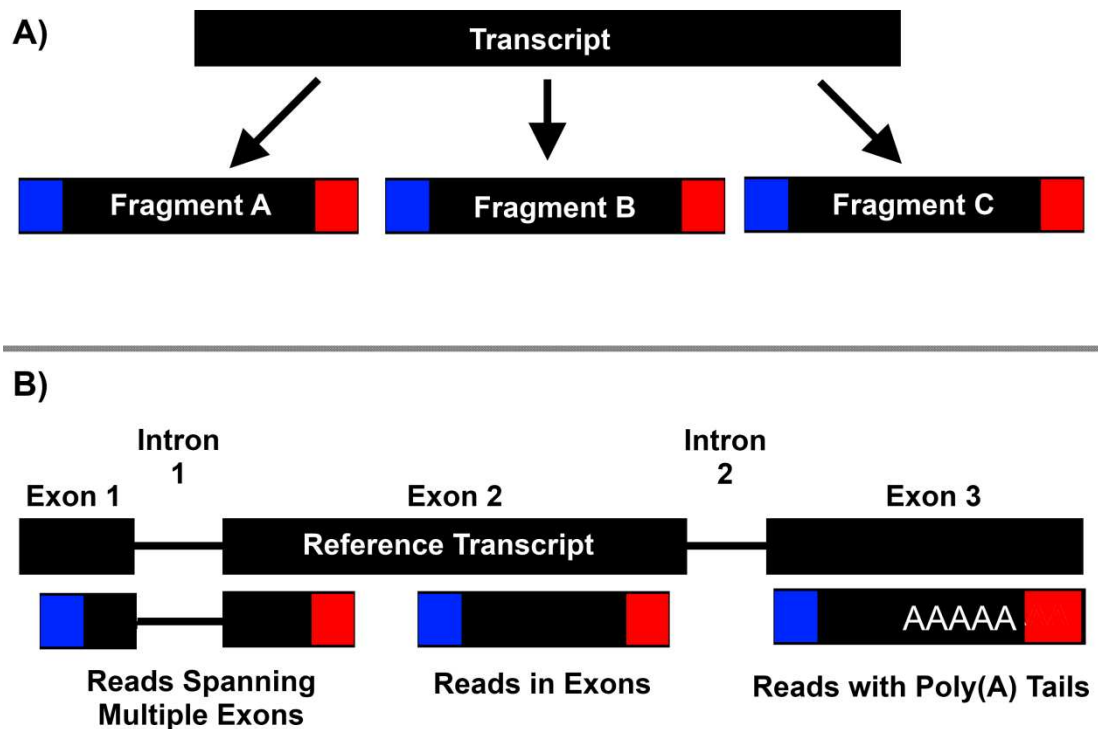 A)
Transcript
Fragment A
Fragment B
Fragment C
B)
Intron
1
Intron
2
Exon 1
Exon 2
Exon 3
Reference Transcript
AAAAA
Reads Spanning
Multiple Exons
Reads in Exons
Reads with Poly(A) Tails